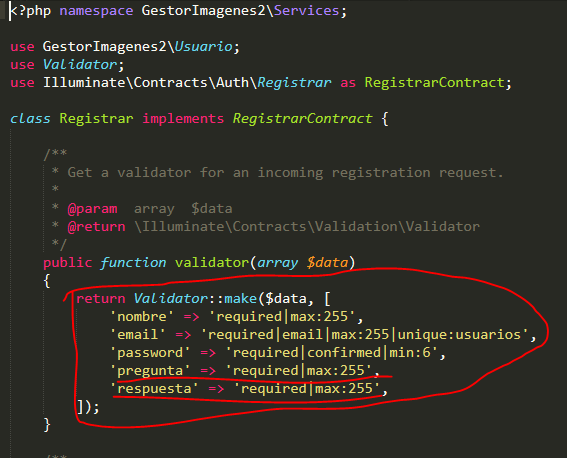 <?php namespace GestorImagenes2\Services;
use GestorImagenes2\Usuario;
use Validator;
use Illuminate\Contracts\Auth\Registrar as RegistrarContract;
class Registrar implements RegistrarContract {
/**
* Get a validator for an incoming registration request.
*
* @param  array  $data
* @return \Illuminate\Contracts\Validation\Validator
*/
public function validator(array $data)
{
return Validator::make($data, [
'nombre' => 'required|max:255',
'email' => 'required|email|max:255|unique:usuarios',
'password' => 'required|confirmed|min:6',
'pregunta' => 'required|max:255',
'respuesta' => 'required|max:255',
]);
}
/**